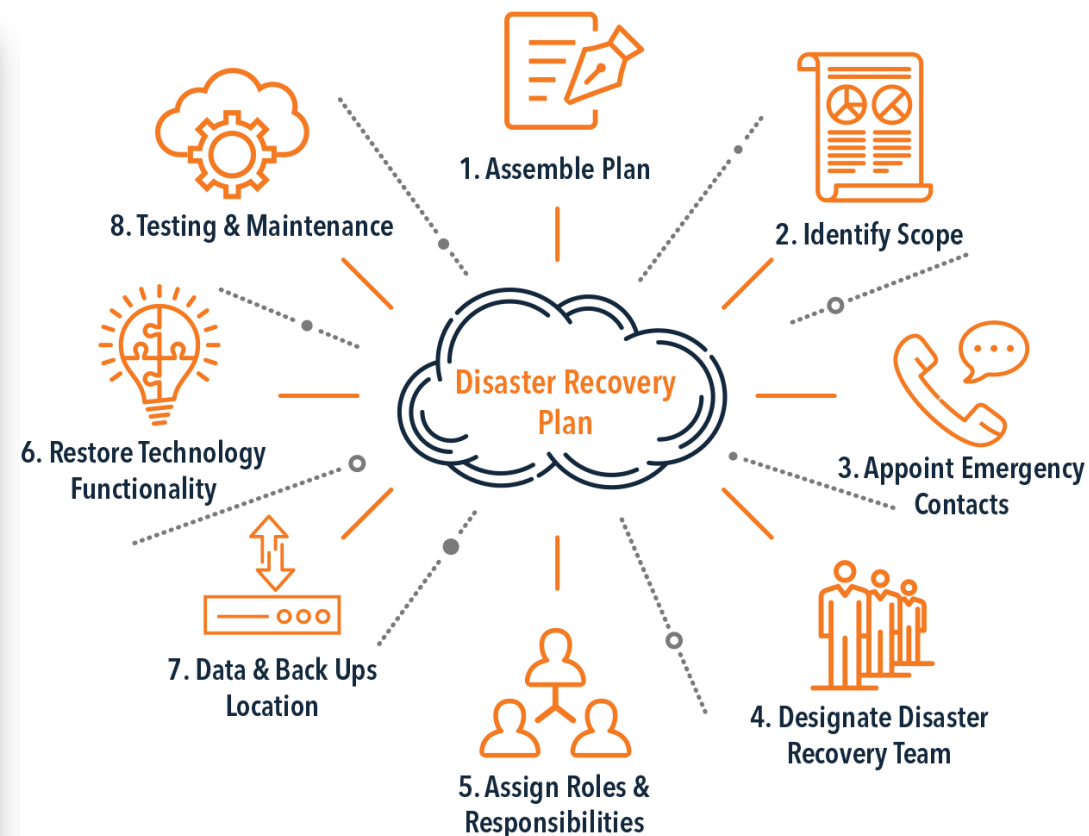 1. Assemble Plan
2. Identify Scope
3. Appoint Emergency
Contacts
4. Designate Disaster
Recovery Team
5. Assign Roles &
Responsibilities
7. Data & Back Ups
Location
6. Restore Technology
Functionality
8. Testing & Maintenance
Disaster Recovery
Plan